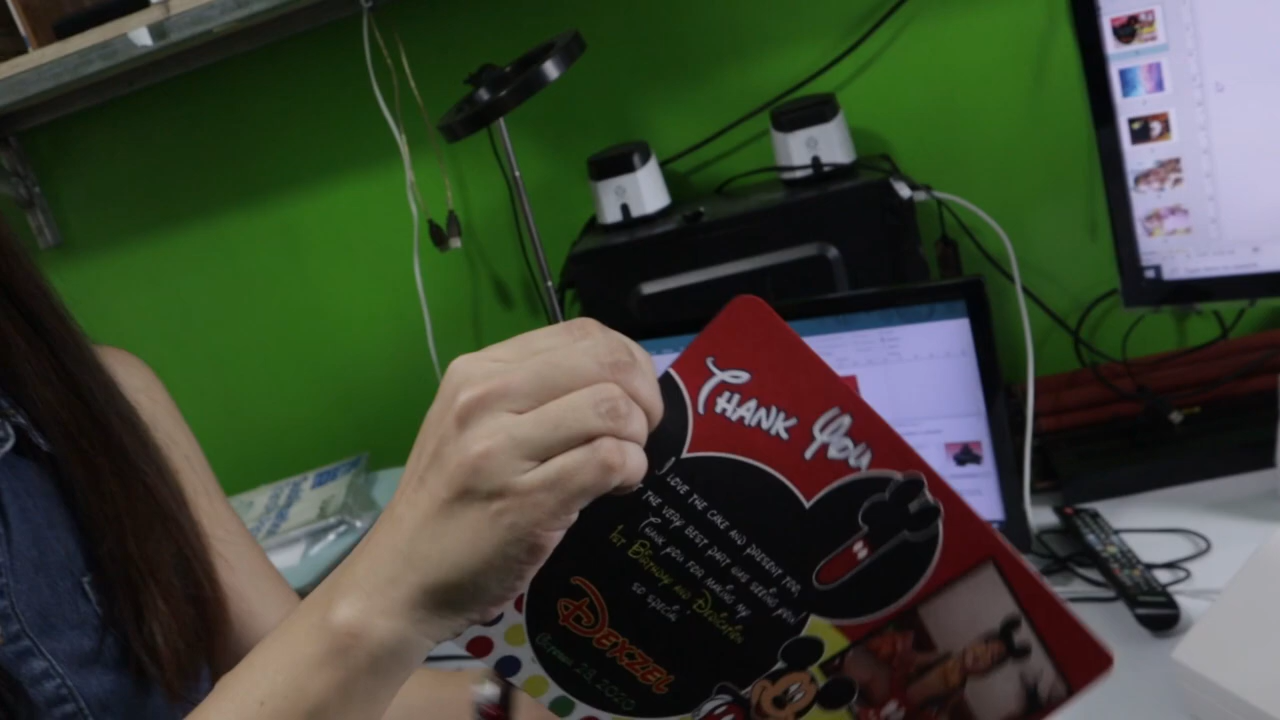 Thank You
I love the cake and present too,
the very best part was seeing you!
Thank you for making my
1st Birthday and
so special
Dexzel
2020